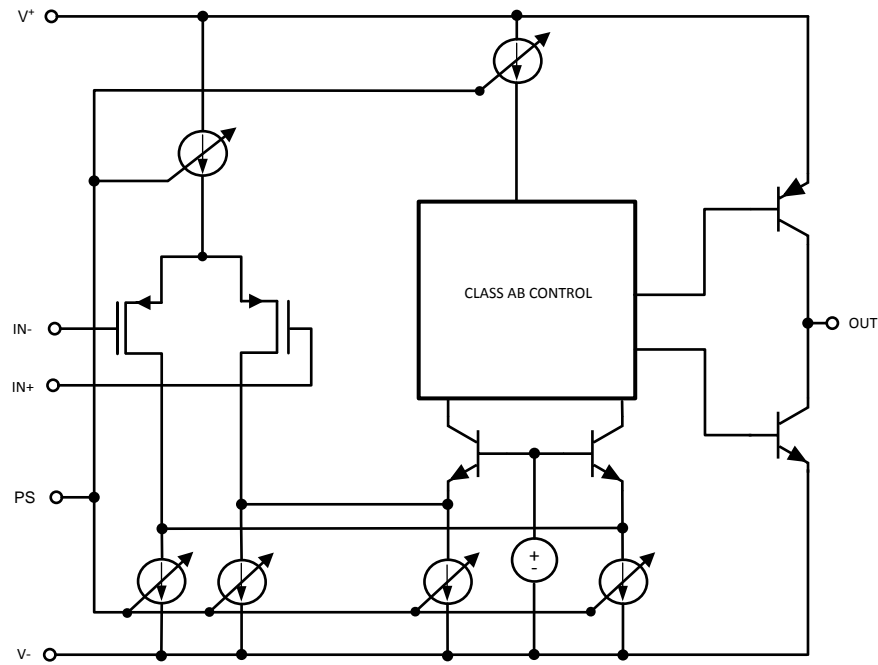 V+
CLASS AB CONTROL
IN-
OUT
IN+
PS
+
-
V-